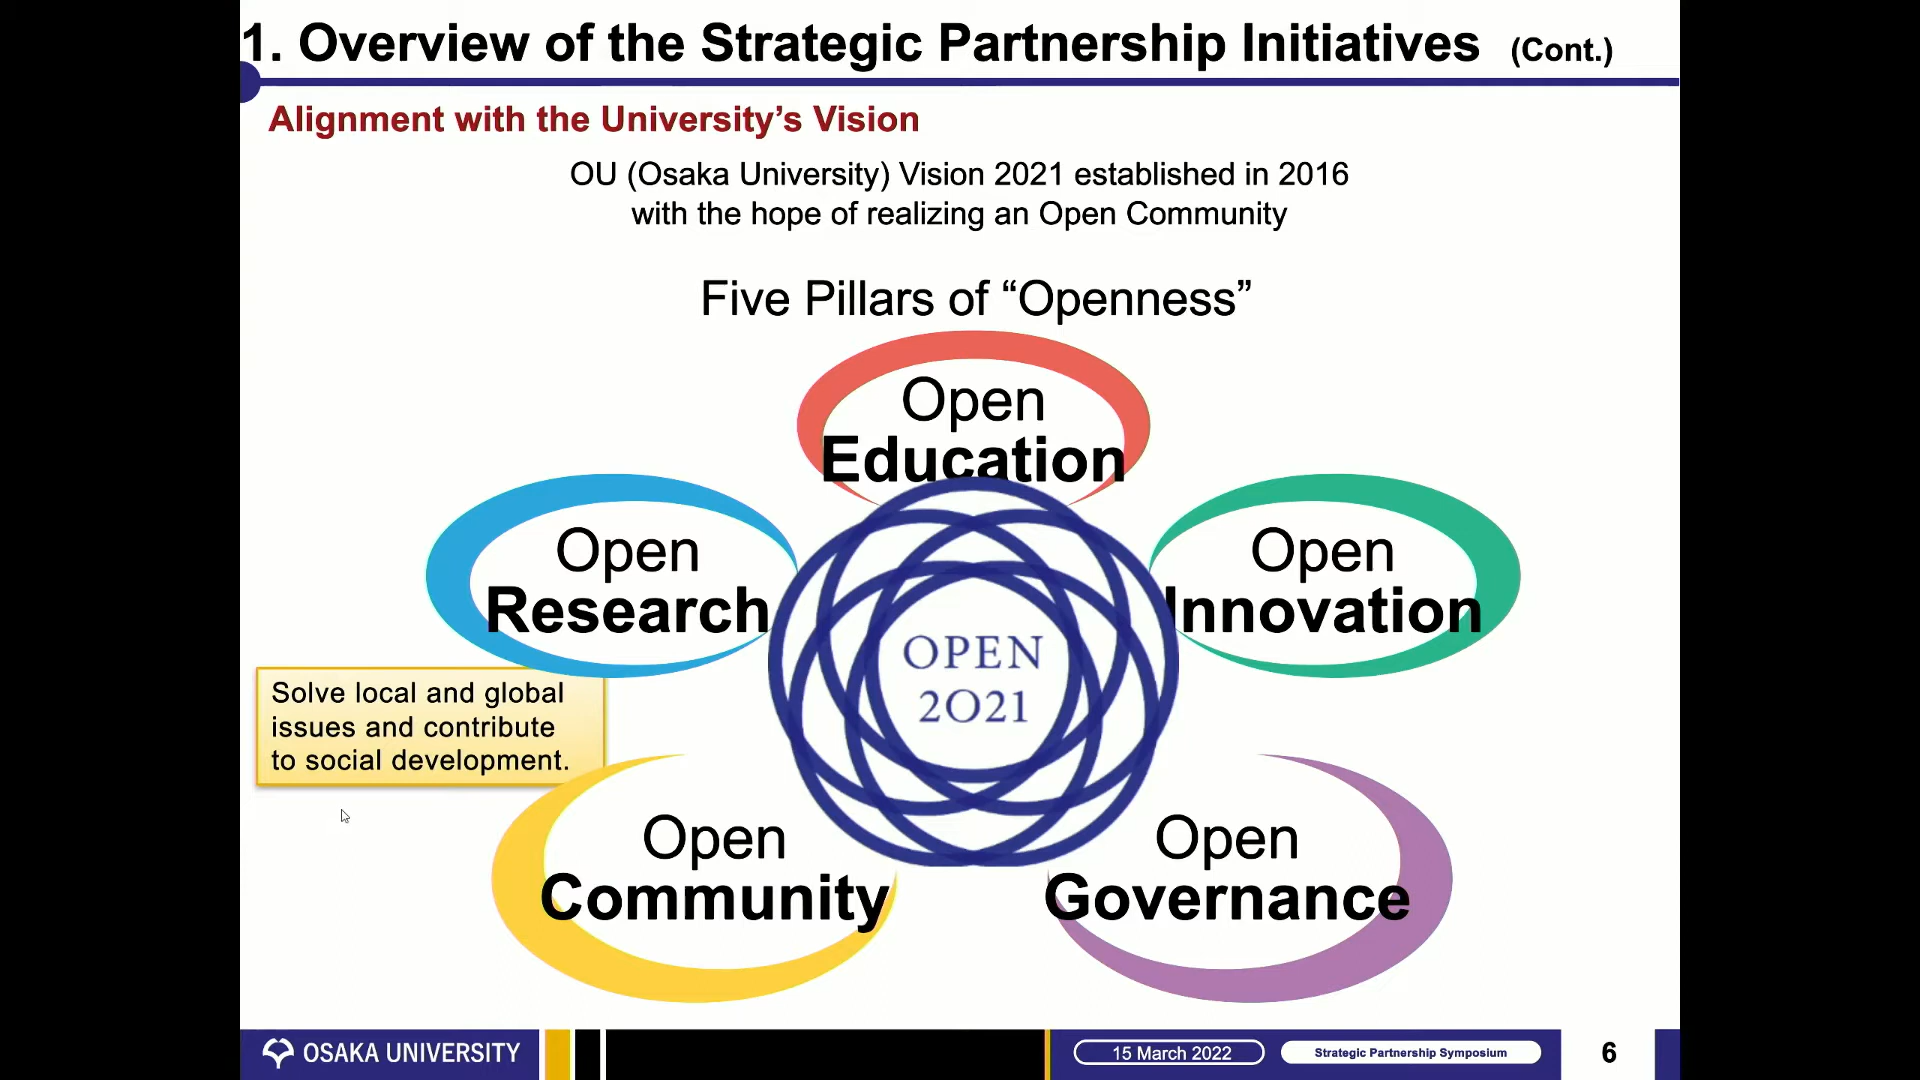 1. Overview of the Strategic Partnership Initiatives (Cont.)
Alignment with the University’s Vision
OU (Osaka University) Vision 2021 established in 2016
with the hope of realizing an Open Community
Five Pillars of “Openness”
Open
Education
Open
Research
Open
Innovation
OPEN
2021
Solve local and global
issues and contribute
to social development.
Open
Community
Open
Governance
OSAKA UNIVERSITY
15 March 2022
Strategic Partnership Symposium
6